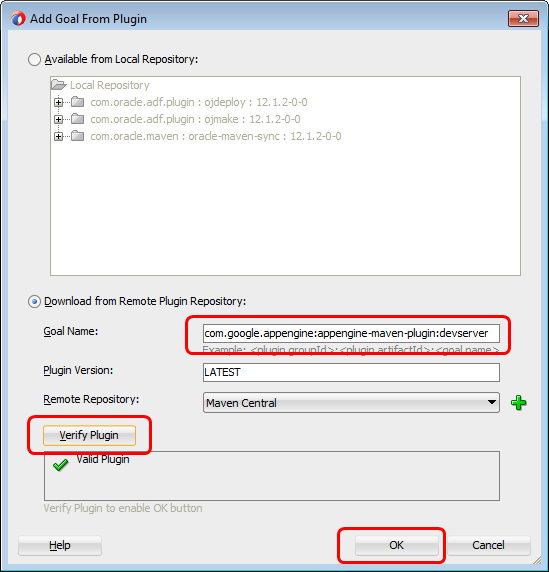 Add Goal From Plugin
Available from Local Repository:
Local Repository
com.oracle.adf.plugin : ojdeploy : 12.1.2-0-0
com.oracle.adf.plugin : ojmake : 12.1.2-0-0
com.oracle.maven : oracle-maven-sync : 12.1.2-0-0
Download from Remote Plugin Repository:
Goal Name:
com.google.appengine:appengine-maven-plugin:devserver
Example: <plugin groupId>:<plugin artifactId>:<goal name>
Plugin Version:
LATEST
Remote Repository:
Maven Central
Verify Plugin
Valid Plugin
Verify Plugin to enable OK button
Help
OK
Cancel